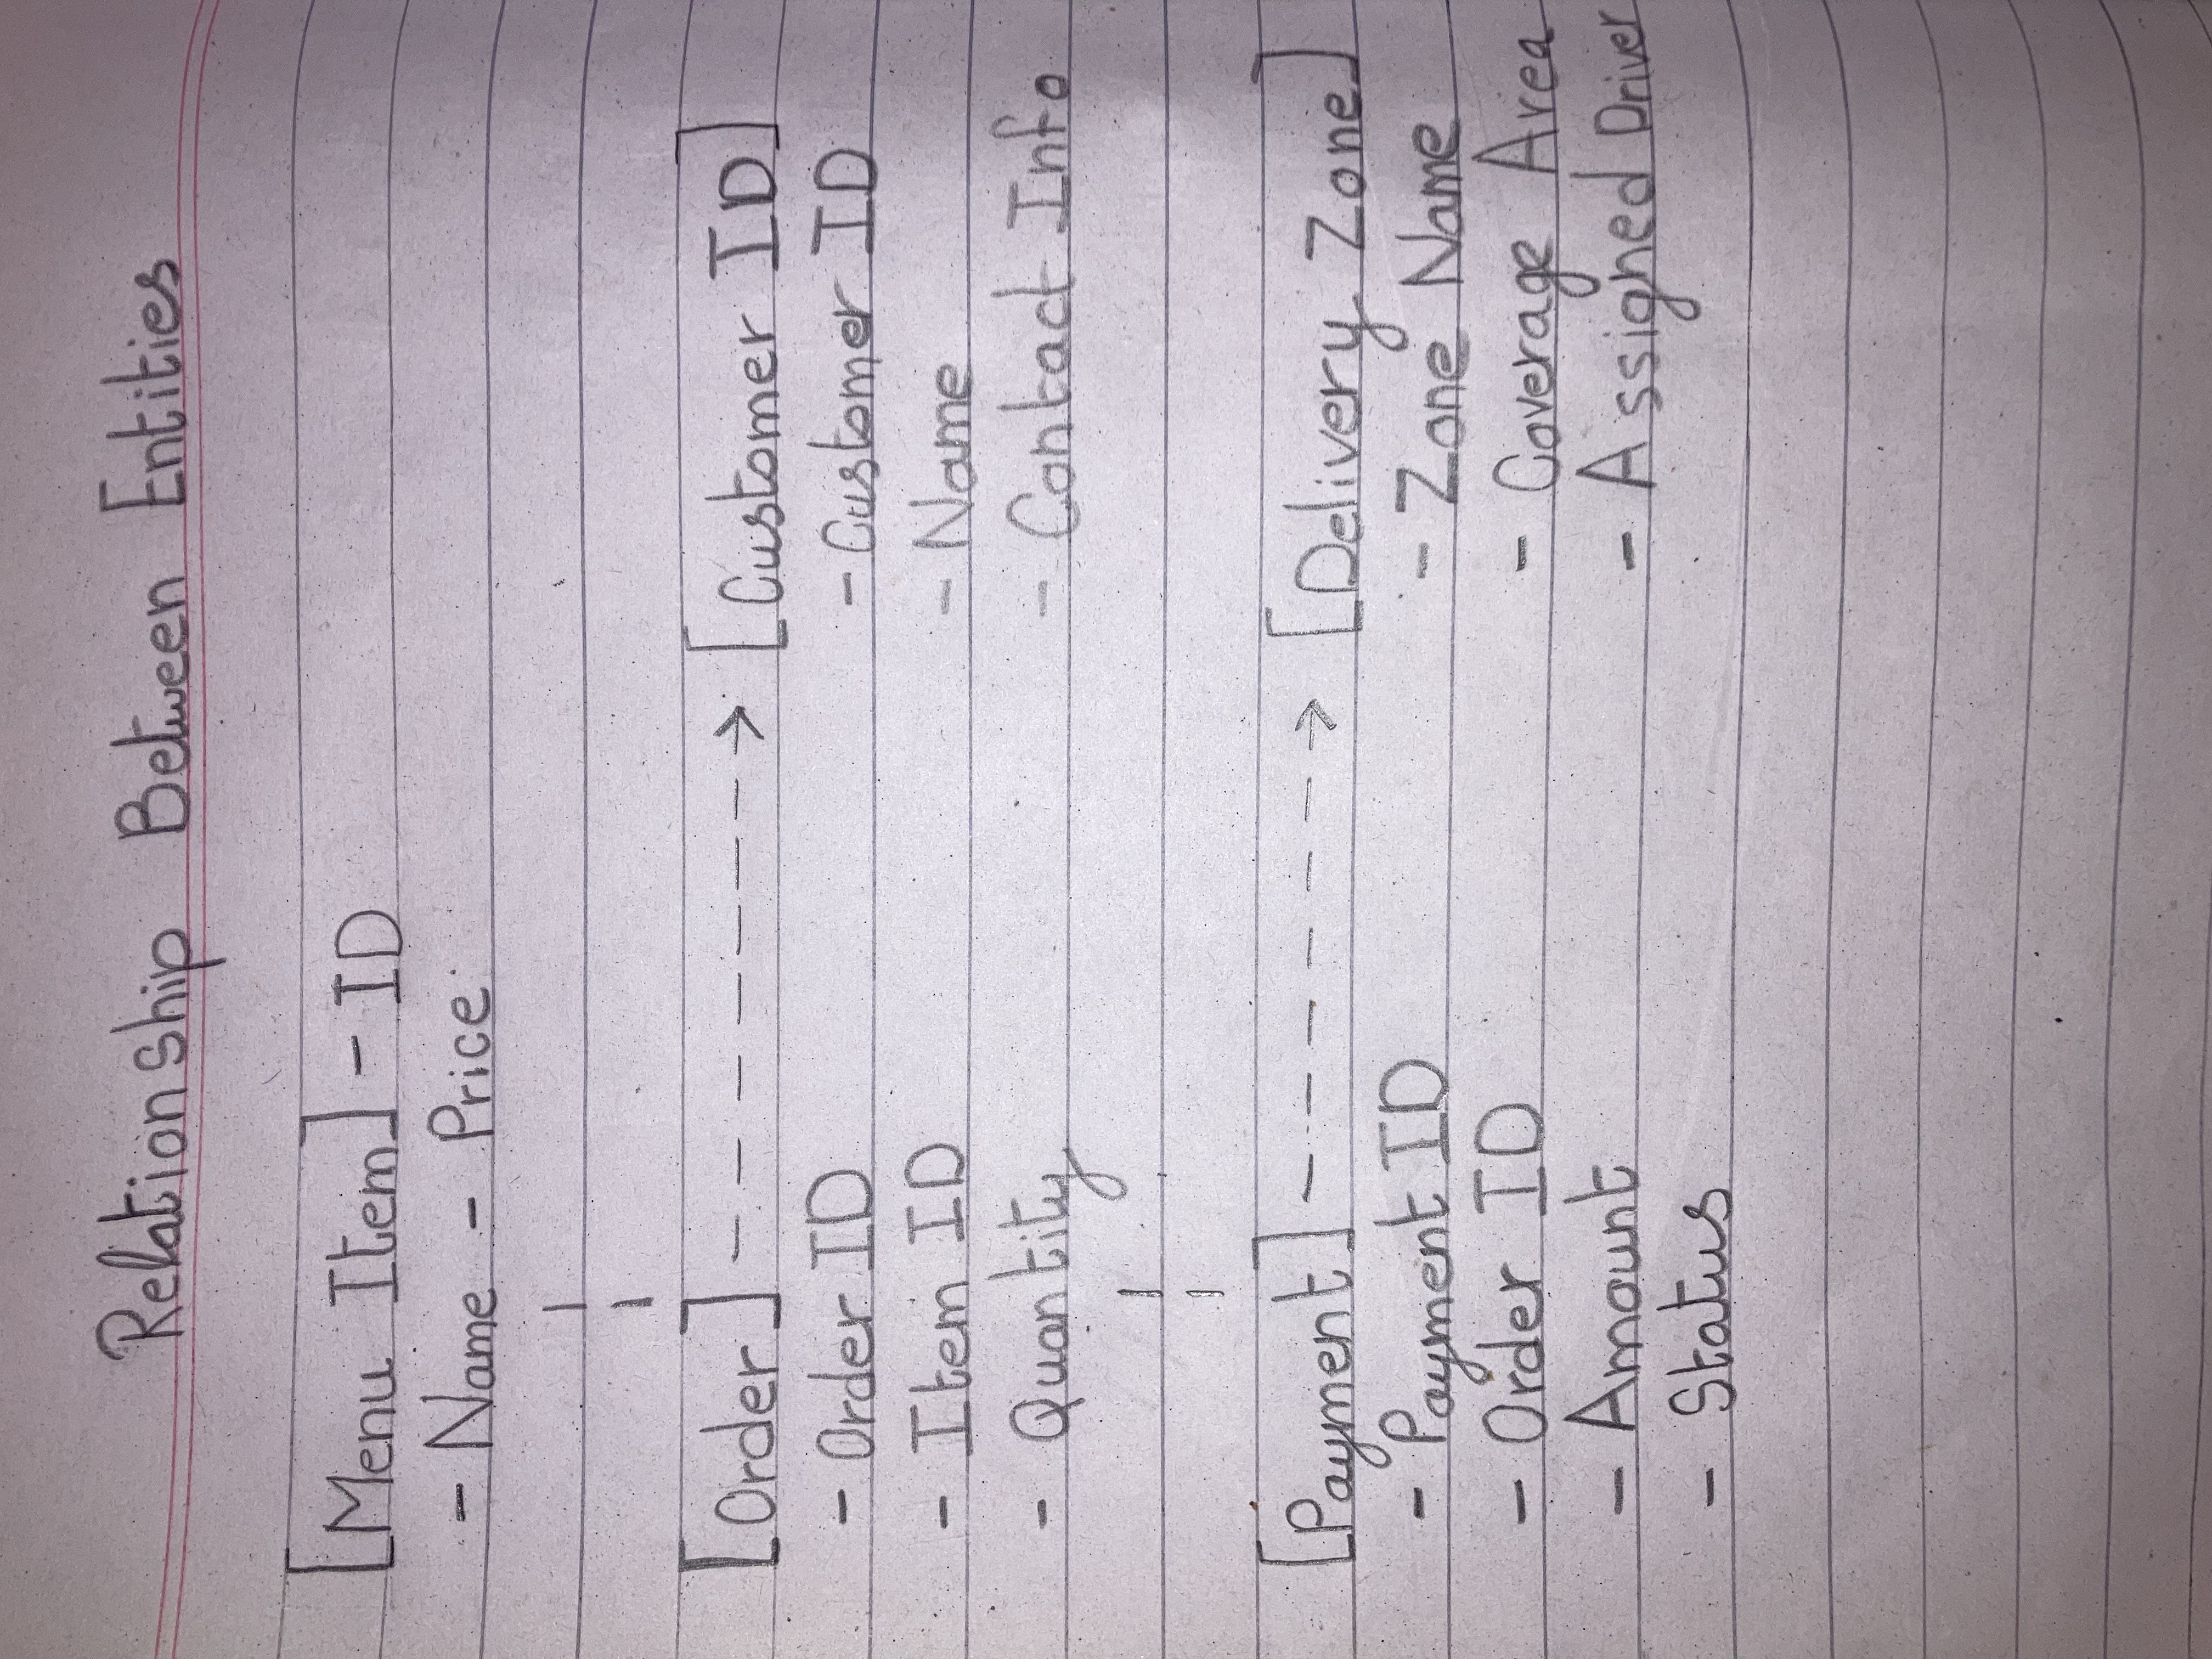 Relationship Between Entities
[Menu Item] - ID
- Name - Price
[Order] --------> [Customer ID]
- Order ID - Customer ID
- Item ID - Name
- Quantity - Contact Info
[Payment] -------> [Delivery Zone]
- Payment ID - Zone Name
- Order ID - Coverage Area
- Amount - Assigned Driver
- Status